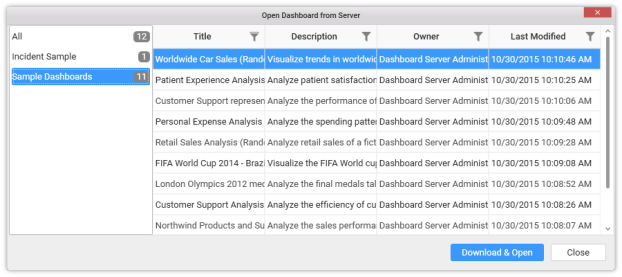 Open Dashboard from Server
All 12
Incident Sample 1
Sample Dashboards 11
Title Description Owner Last Modified
Worldwide Car Sales (Rand Visualize trends in worldwid Dashboard Server Administ 10/30/2015 10:10:46 AM
Patient Experience Analysis Analyze patient satisfaction Dashboard Server Administ 10/30/2015 10:10:25 AM
Customer Support represen Analyze the performance of Dashboard Server Administ 10/30/2015 10:10:06 AM
Personal Expense Analysis Analyze the spending patte Dashboard Server Administ 10/30/2015 10:09:48 AM
Retail Sales Analysis (Rand Analyze retail sales of a fict Dashboard Server Administ 10/30/2015 10:09:28 AM
FIFA World Cup 2014 - Brazi Visualize the FIFA World cu Dashboard Server Administ 10/30/2015 10:09:08 AM
London Olympics 2012 med Analyze the final medals tal Dashboard Server Administ 10/30/2015 10:08:52 AM
Customer Support Analysis Analyze the efficiency of cu Dashboard Server Administ 10/30/2015 10:08:26 AM
Northwind Products and Su Analyze the sales performa Dashboard Server Administ 10/30/2015 10:08:07 AM
Download & Open Close